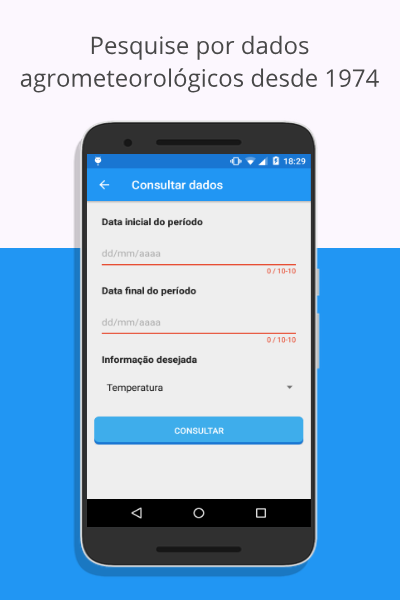 Pesquise por dados
agrometeorológicos desde 1974
18:29
Consultar dados
Data inicial do período
dd/mm/aaaa
0 / 10-10
Data final do período
dd/mm/aaaa
0 / 10-10
Informação desejada
Temperatura
CONSULTAR